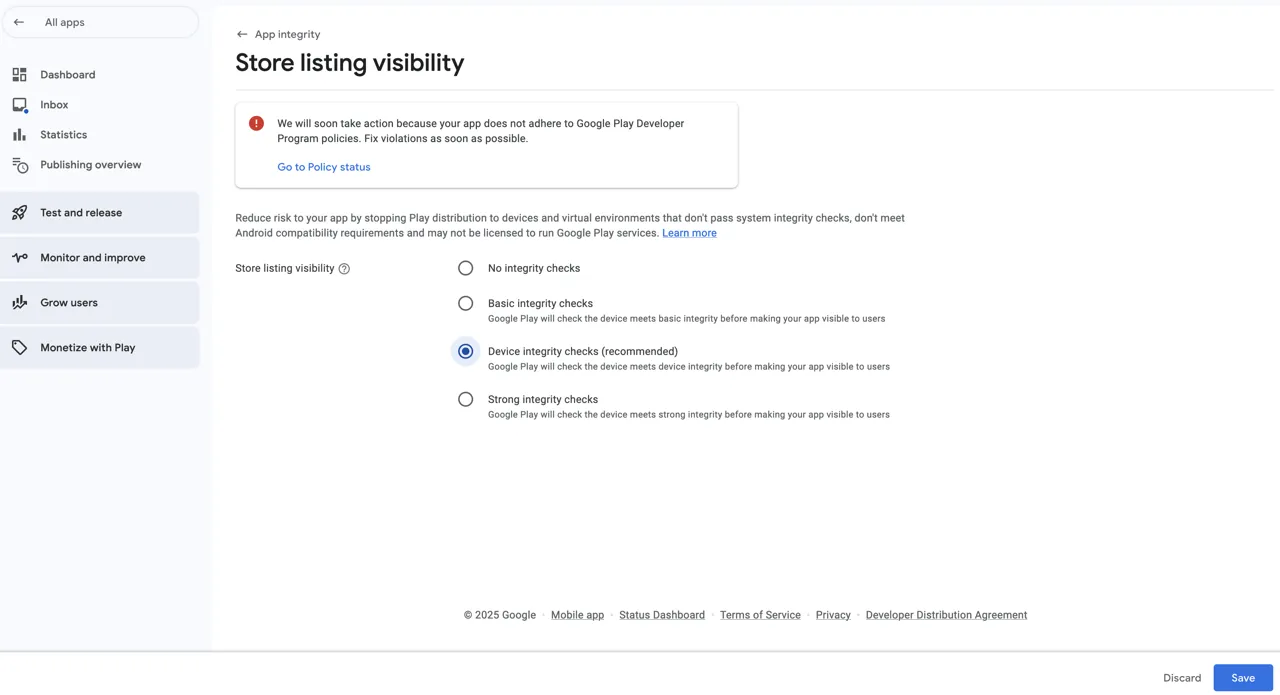 All apps
Dashboard
Inbox
Statistics
Publishing overview
Test and release
Monitor and improve
Grow users
Monetize with Play
App integrity
Store listing visibility
We will soon take action because your app does not adhere to Google Play Developer
Program policies. Fix violations as soon as possible.
Go to Policy status
Reduce risk to your app by stopping Play distribution to devices and virtual environments that don't pass system integrity checks, don't meet
Android compatibility requirements and may not be licensed to run Google Play services. Learn more
Store listing visibility
No integrity checks
Basic integrity checks
Google Play will check the device meets basic integrity before making your app visible to users
Device integrity checks (recommended)
Google Play will check the device meets device integrity before making your app visible to users
Strong integrity checks
Google Play will check the device meets strong integrity before making your app visible to users
© 2025 Google · Mobile app · Status Dashboard · Terms of Service · Privacy · Developer Distribution Agreement
Discard Save